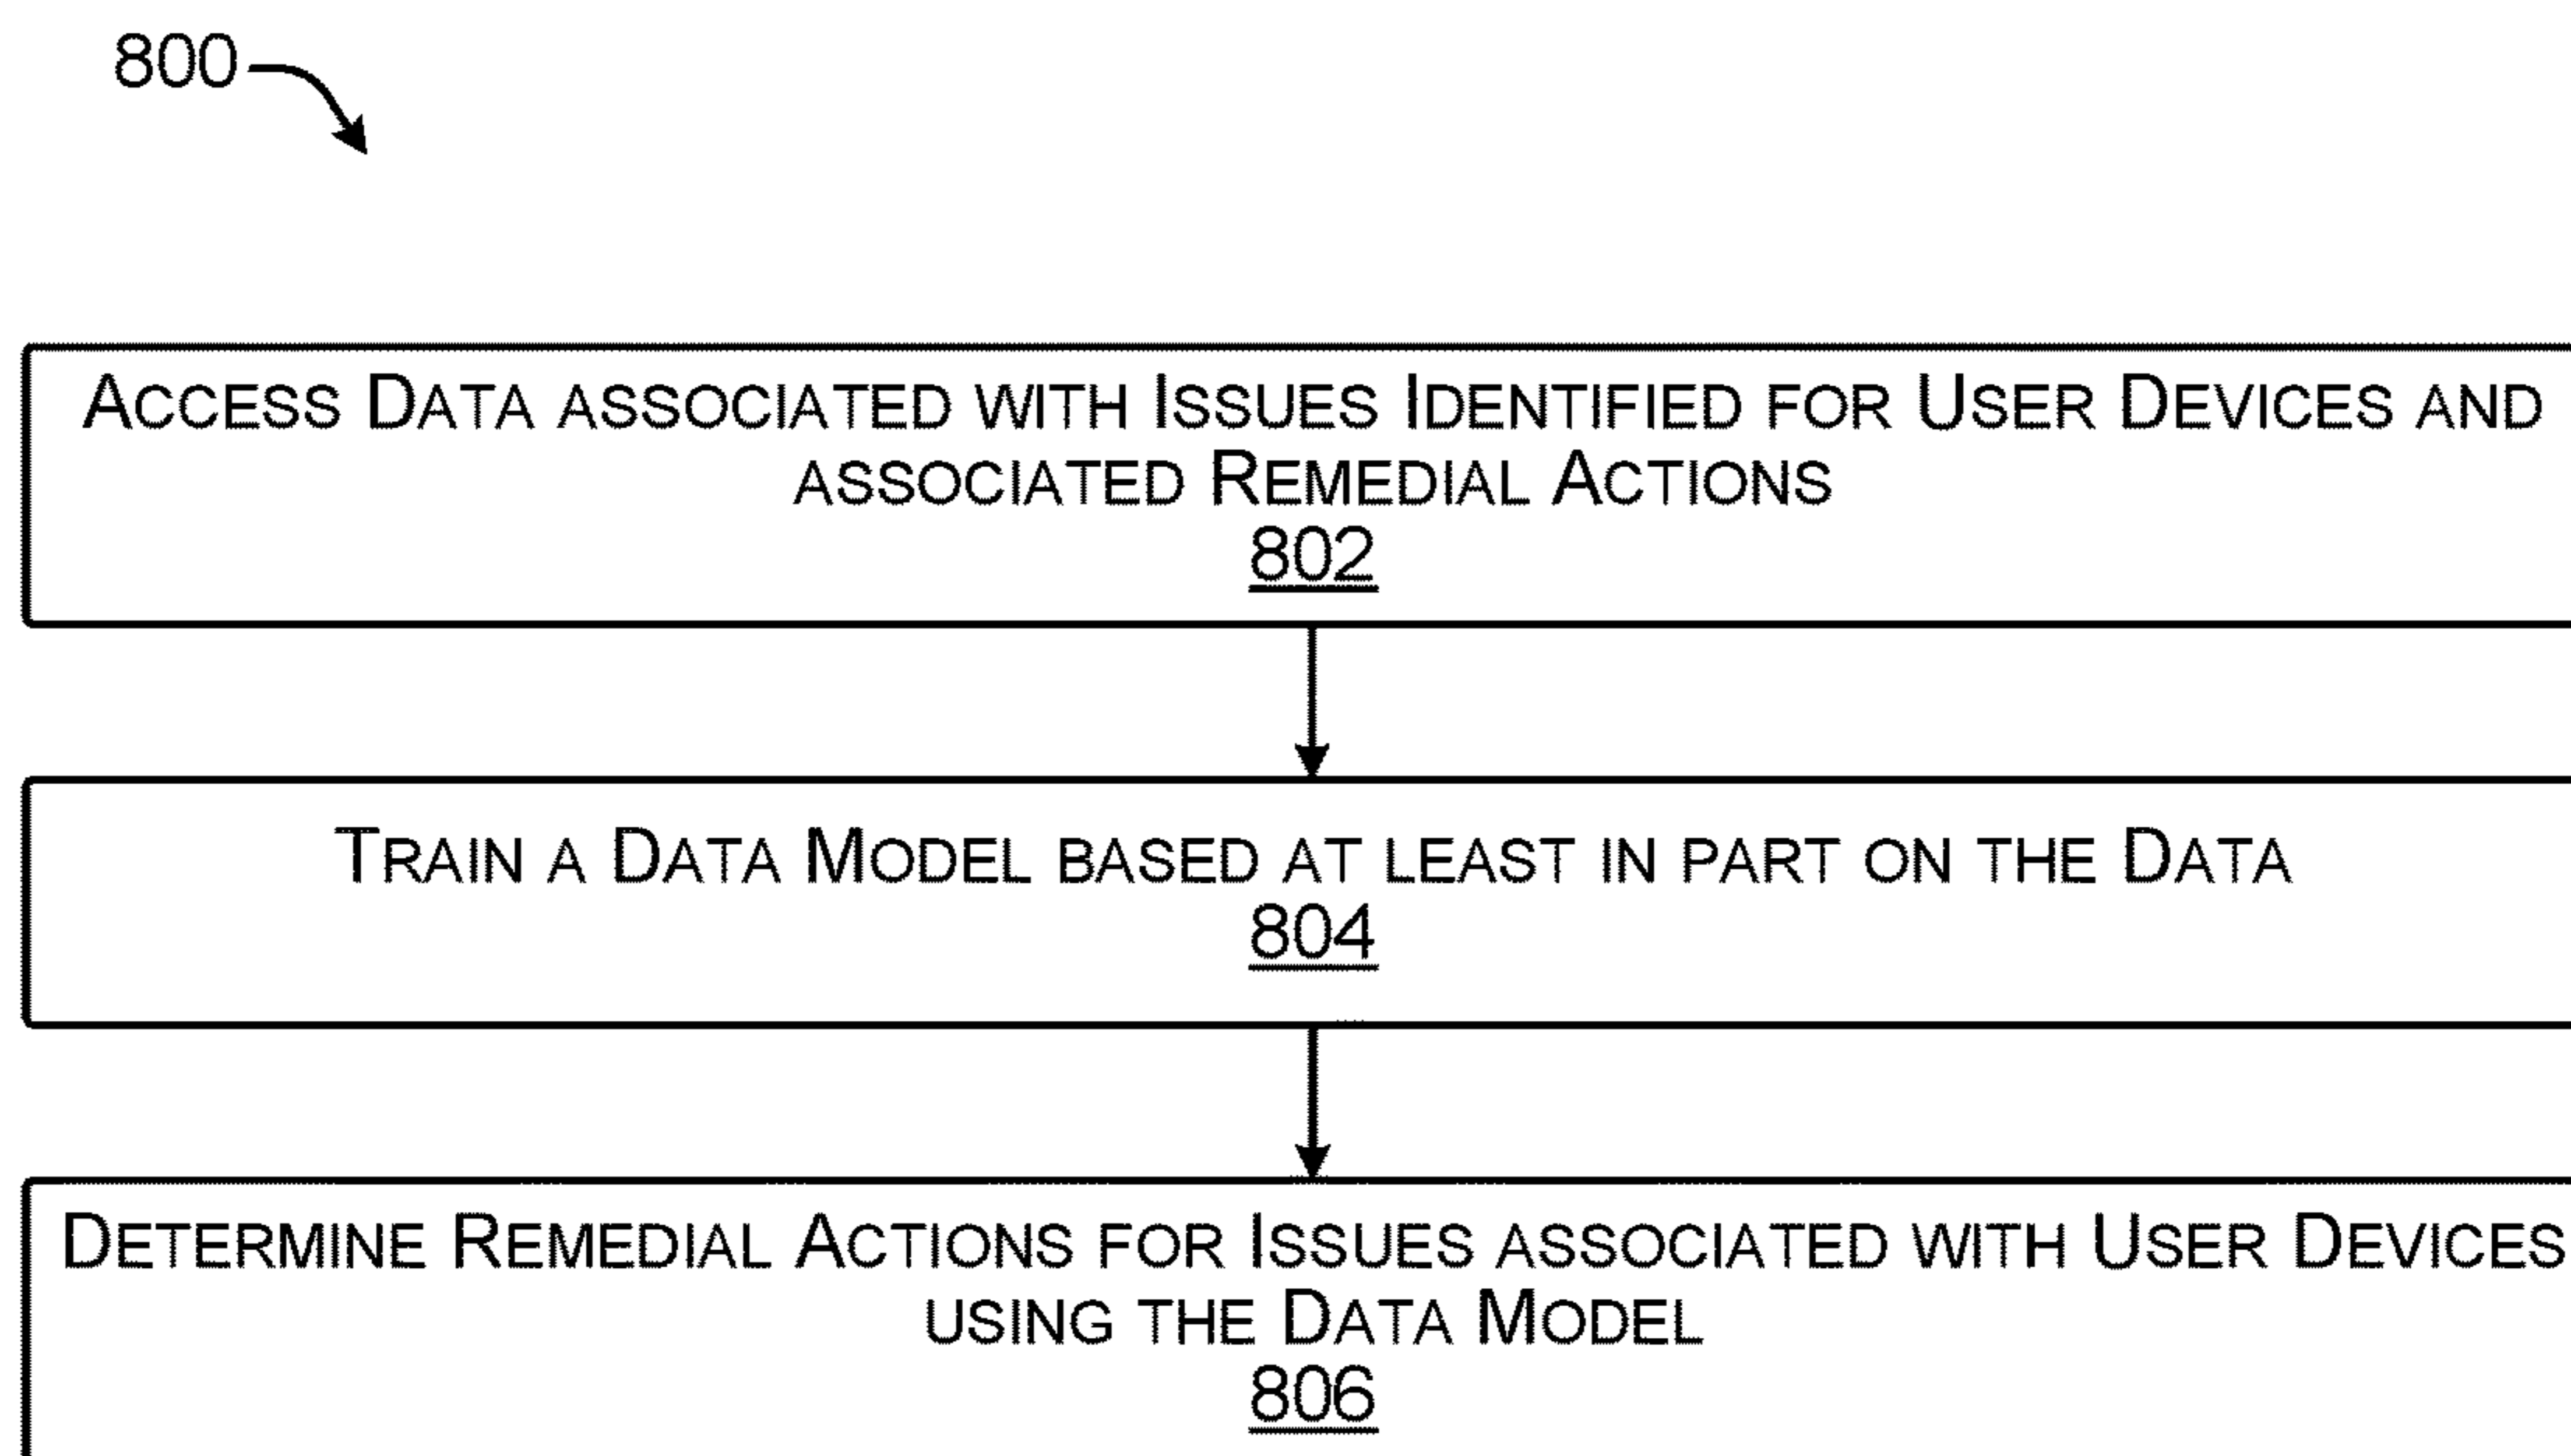 800
ACCESS DATA ASSOCIATED WITH ISSUES IDENTIFIED FOR USER DEVICES AND
ASSOCIATED REMEDIAL ACTIONS
802
TRAIN A DATA MODEL BASED AT LEAST IN PART ON THE DATA
804
DETERMINE REMEDIAL ACTIONS FOR ISSUES ASSOCIATED WITH USER DEVICES
USING THE DATA MODEL
806